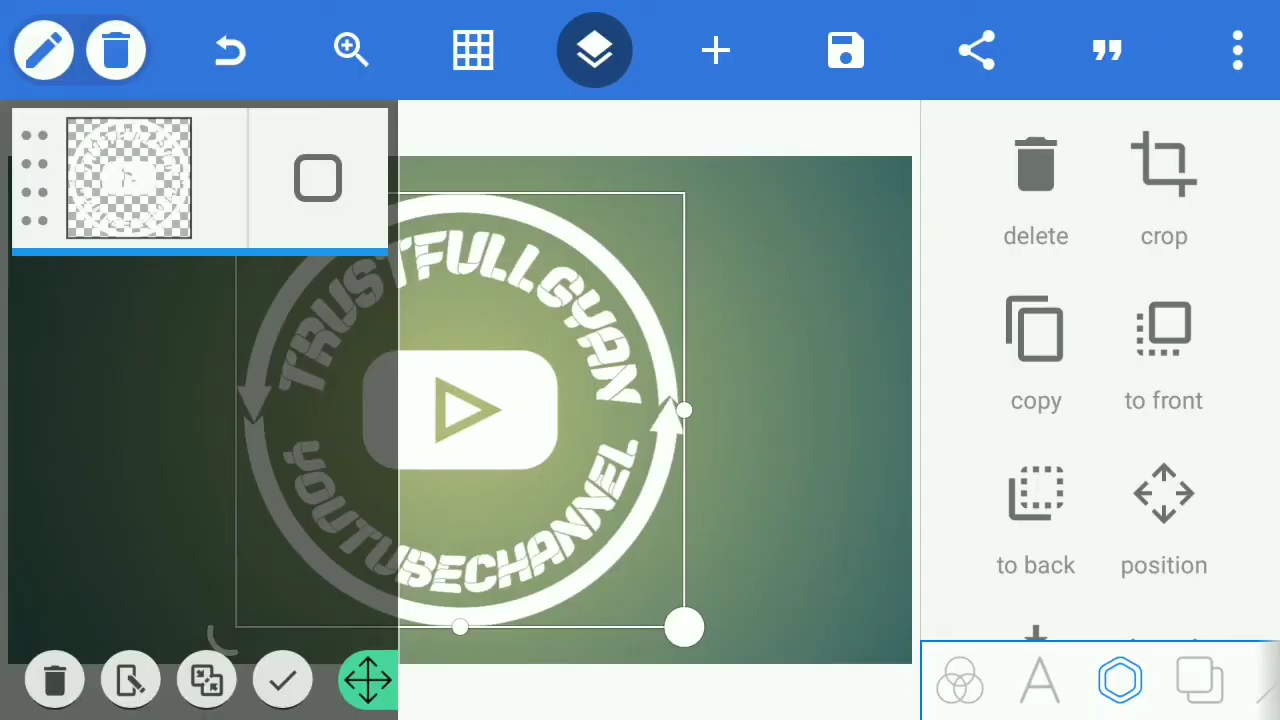 TRUSTFULLGYAN
YOUTUBECHANNEL
delete
crop
copy
to front
to back
position